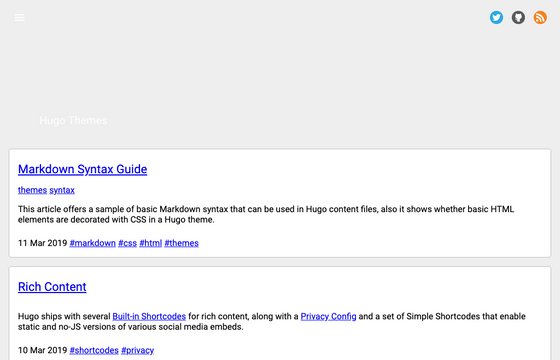 Hugo Themes
Markdown Syntax Guide
themes syntax
This article offers a sample of basic Markdown syntax that can be used in Hugo content files, also it shows whether basic HTML
elements are decorated with CSS in a Hugo theme.
11 Mar 2019 #markdown #css #html #themes
Rich Content
Hugo ships with several Built-in Shortcodes for rich content, along with a Privacy Config and a set of Simple Shortcodes that enable
static and no-JS versions of various social media embeds.
10 Mar 2019 #shortcodes #privacy